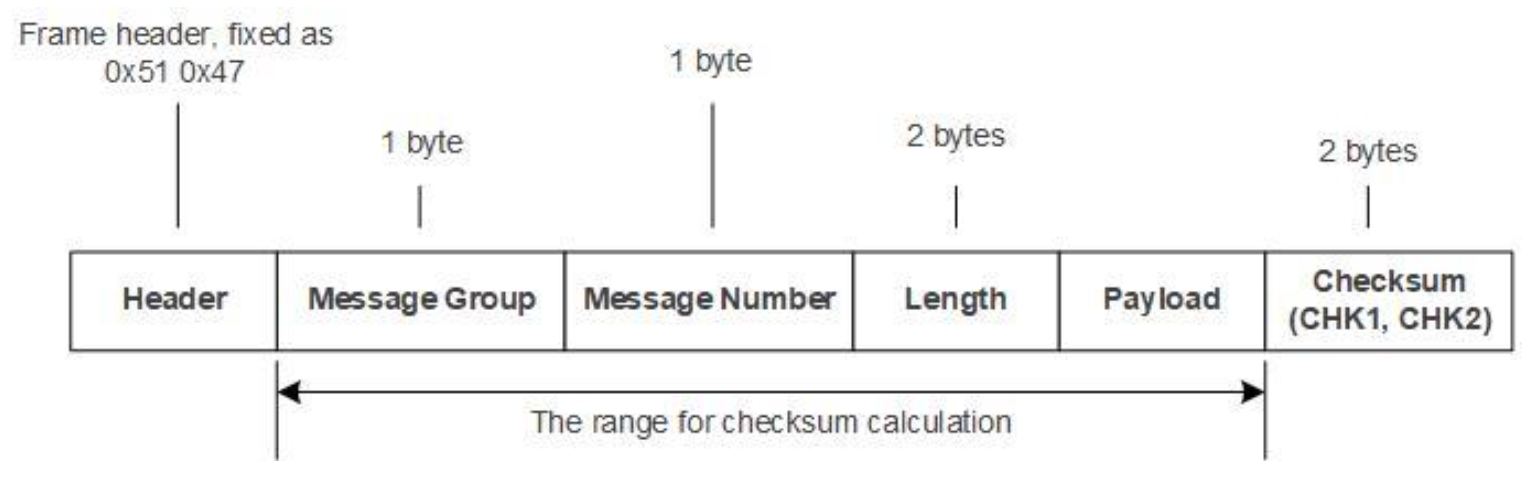 Frame header, fixed as
0x51 0x47
1 byte
1 byte
2 bytes
2 bytes
Header
Message Group
Message Number
Length
Payload
Checksum
(CHK1, CHK2)
The range for checksum calculation